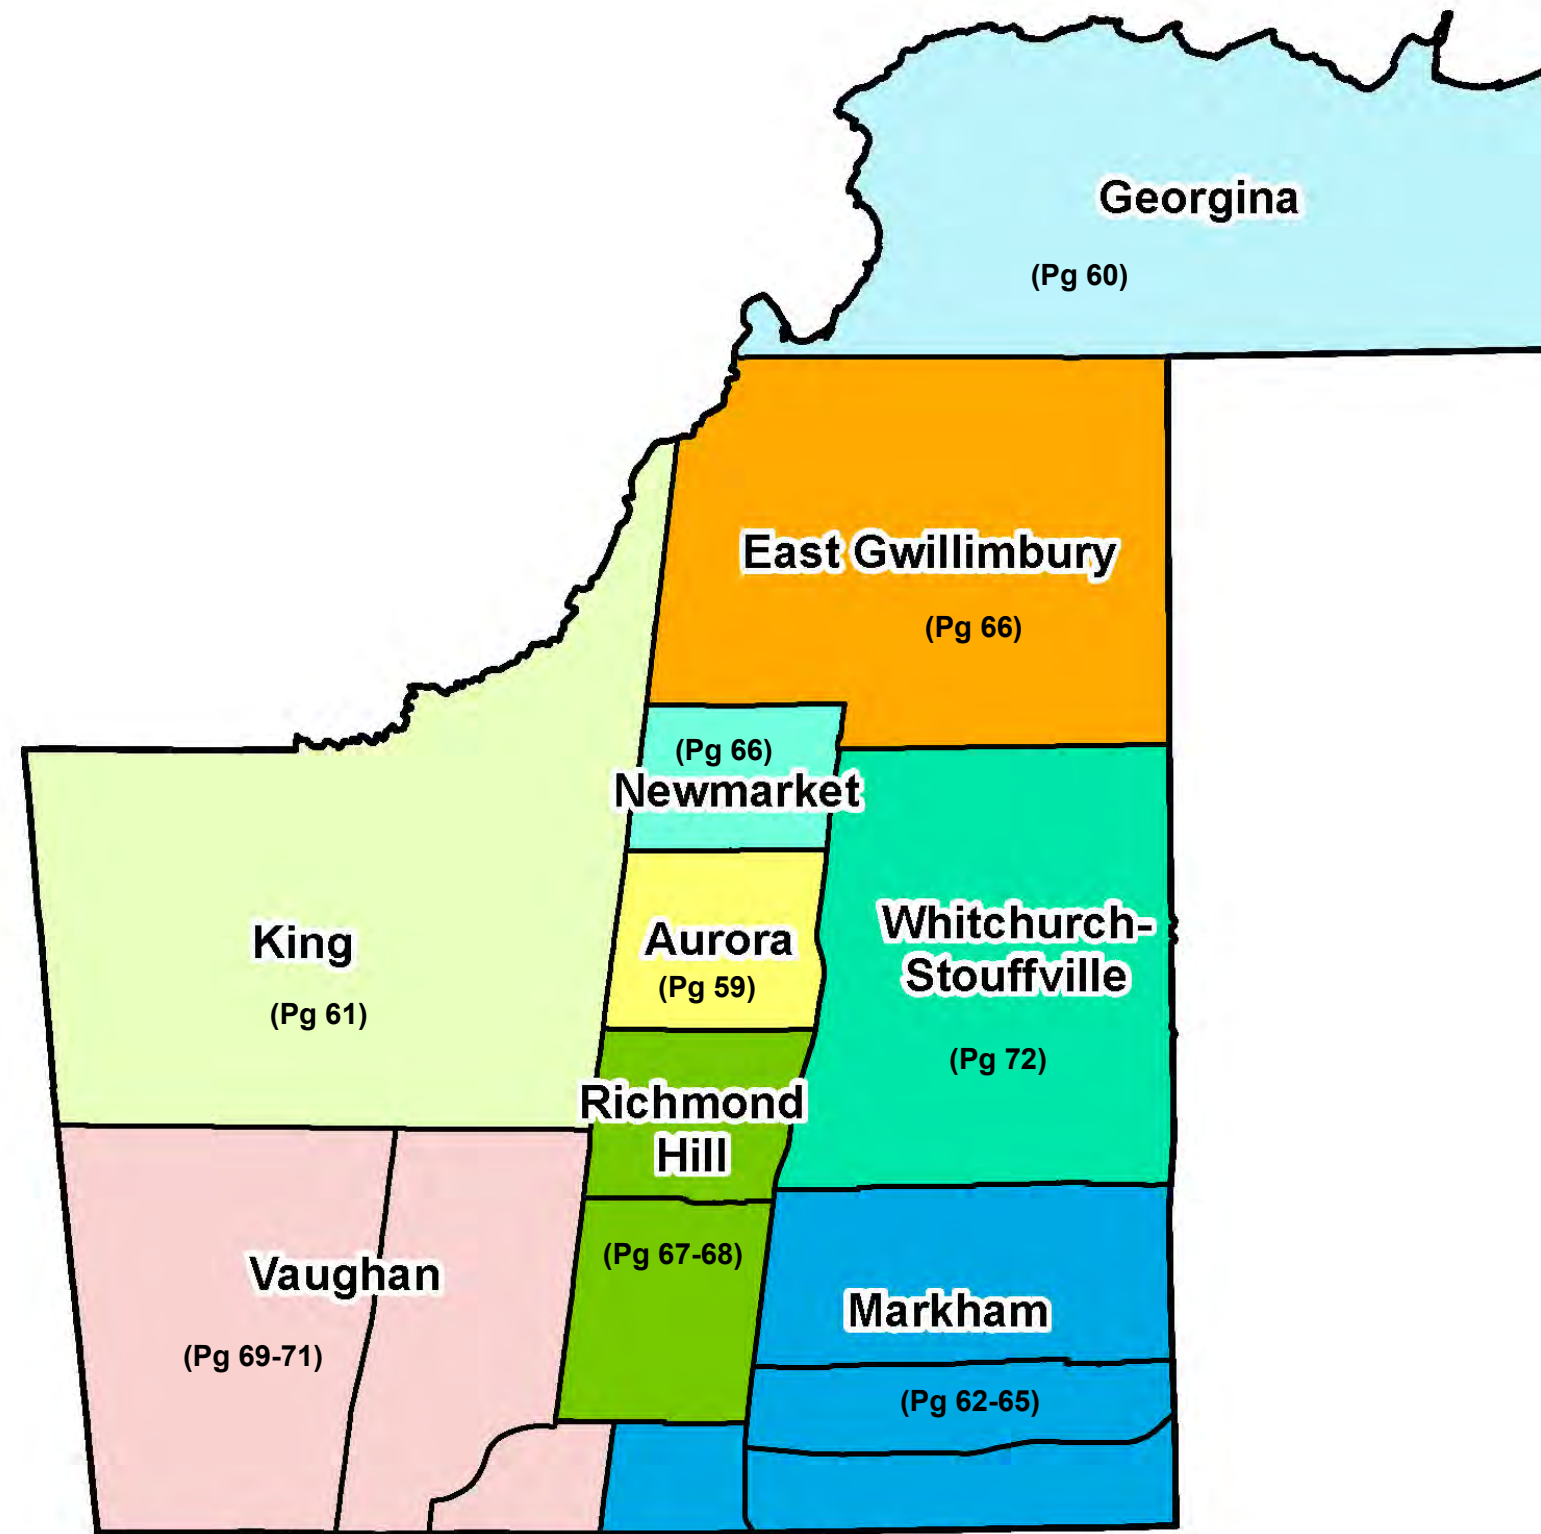 Georgina
(Pg 60)
East Gwillimbury
(Pg 66)
(Pg 66)
Newmarket
King
(Pg 61)
Aurora
(Pg 59)
Whitchurch-
Stouffville
(Pg 72)
Richmond
Hill
(Pg 67-68)
Vaughan
(Pg 69-71)
Markham
(Pg 62-65)